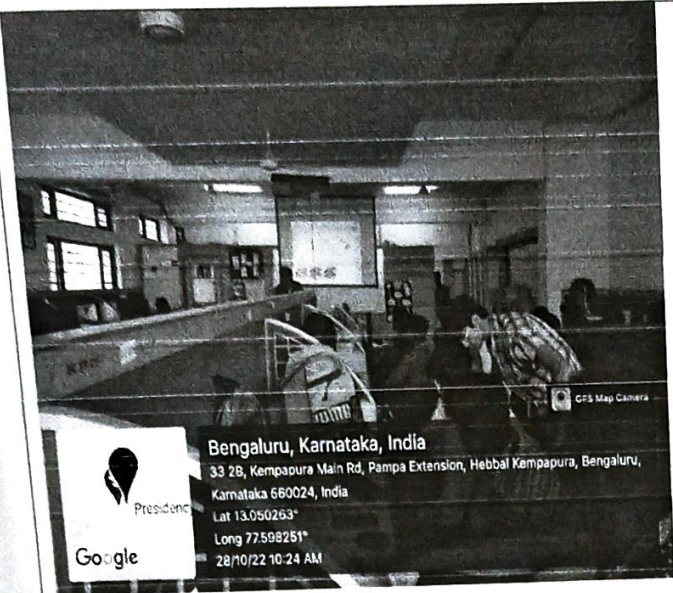 GPS Map Camera
Bengaluru, Karnataka, India
33 2B, Kempapura Main Rd, Pampa Extension, Hebbal Kempapura, Bengaluru,
Karnataka 560024, India
Lat 13.050263°
Long 77.598251°
28/10/22 10:24 AM
Presidenc
Google